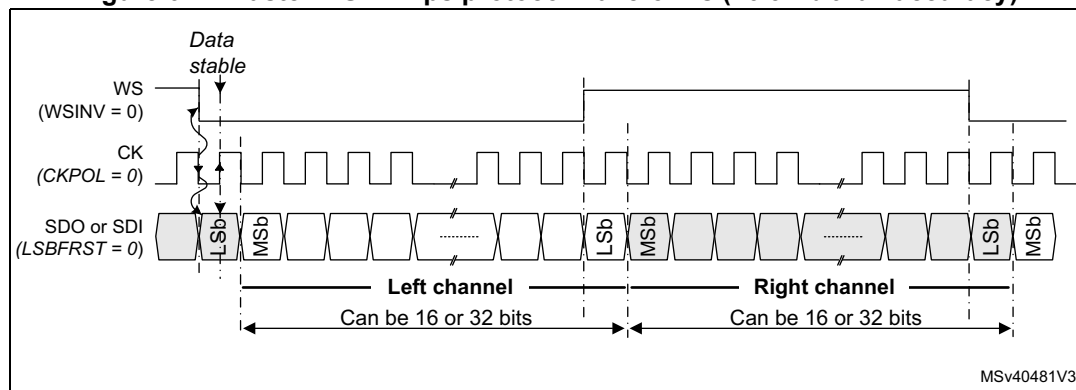 Data
stable
WS
(WSINV = 0)
CK
(CKPOL = 0)
SDO or SDI
(LSBFRST = 0)
LSb
MSb
LSb
MSb
LSb
MSb
Left channel
Right channel
Can be 16 or 32 bits
Can be 16 or 32 bits
MSv40481V3